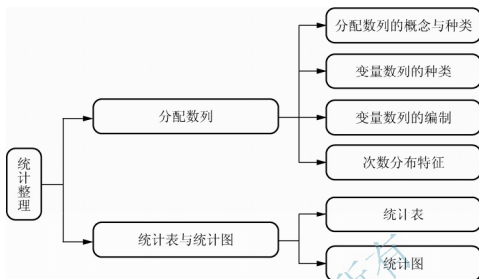 分配数列的概念与种类
变量数列的种类
分配数列
变量数列的编制
次数分布特征
统计整理
统计表
统计表与统计图
统计图